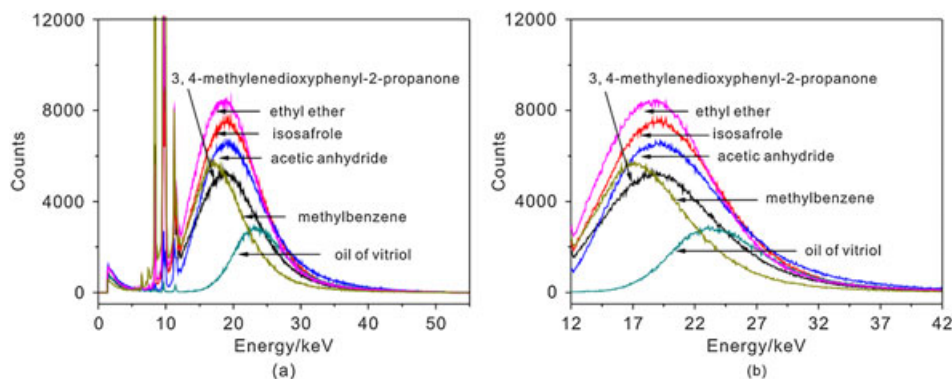 12000
8000
4000
0
Counts
3, 4-methylenedioxyphenyl-2-propanone
ethyl ether
isosafrole
acetic anhydride
methylbenzene
oil of vitriol
0 10 20 30 40 50
Energy/keV
(a)
12000
8000
4000
0
Counts
3, 4-methylenedioxyphenyl-2-propanone
ethyl ether
isosafrole
acetic anhydride
methylbenzene
oil of vitriol
12 17 22 27 32 37 42
Energy/keV
(b)